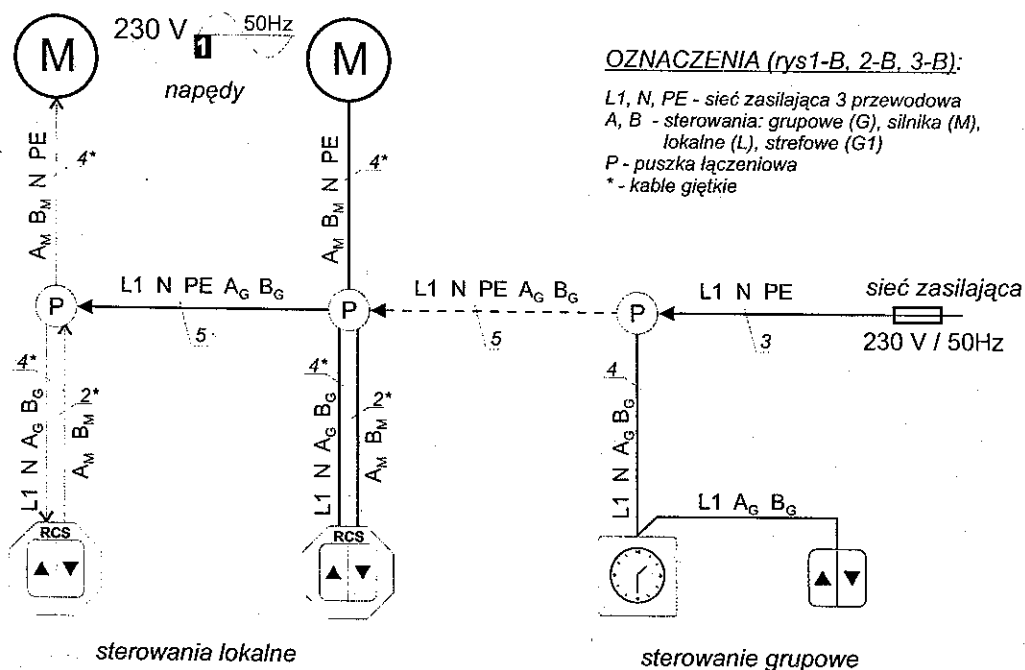 M
230 V
50Hz
1
napędy
M
OZNACZENIA (rys1-B, 2-B, 3-B):
L1, N, PE - sieć zasilająca 3 przewodowa
A, B - sterowania: grupowe (G), silnika (M),
lokalne (L), strefowe (G1)
P - puszka łączeniowa
* - kable giętkie
A_M B_M N PE
4*
A_M B_M N PE
4*
P
L1 N PE A_G B_G
5
P
L1 N PE A_G B_G
5
P
L1 N PE
3
sieć zasilająca
230 V / 50Hz
L1 N A_G B_G
4*
2*
A_M B_M
L1 N A_G B_G
4*
2*
A_M B_M
L1 N A_G B_G
4
L1 A_G B_G
RCS
RCS
sterowania lokalne
sterowanie grupowe